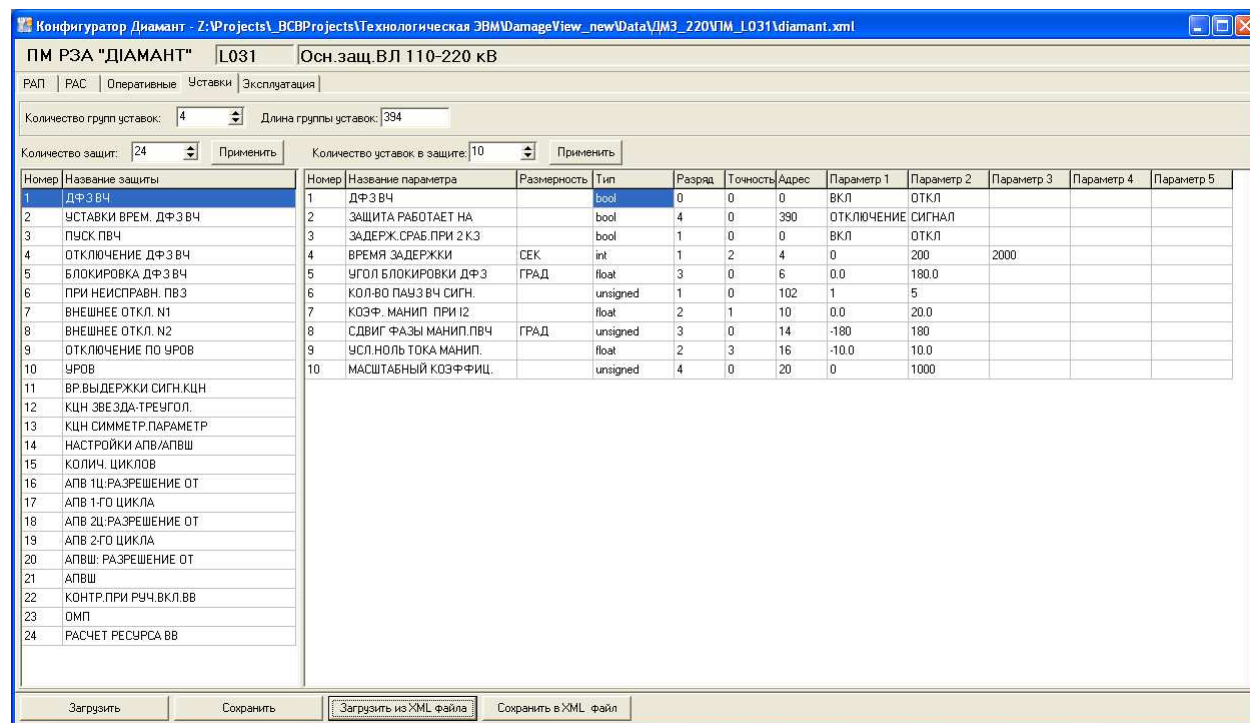 Конфигуратор Диамант - Z:\Projects\_BCBProjects\Технологическая ЭВМ\DamageView_new\Data\ДМЗ_220\ПМ_L031\diamant.xml
ПМ РЗА "ДІАМАНТ" L031 Осн.защ.ВЛ 110-220 кВ
РАП РАС Оперативные Уставки Эксплуатация
Количество групп уставок: 4 Длина группы уставок: 394
Количество защит: 24 Применить Количество уставок в защите: 10 Применить
Номер Название защиты Номер Название параметра Размерность Тип Разряд Точность Адрес Параметр 1 Параметр 2 Параметр 3 Параметр 4 Параметр 5
1 ДФЗ ВЧ 1 ДФЗ ВЧ bool 0 0 0 ВКЛ ОТКЛ
2 УСТАВКИ ВРЕМ. ДФЗ ВЧ 2 ЗАЩИТА РАБОТАЕТ НА bool 4 0 390 ОТКЛЮЧЕНИЕ СИГНАЛ
3 ПУСК ПВЧ 3 ЗАДЕРЖ.СРАБ.ПРИ 2 КЗ bool 1 0 0 ВКЛ ОТКЛ
4 ОТКЛЮЧЕНИЕ ДФЗ ВЧ 4 ВРЕМЯ ЗАДЕРЖКИ СЕК int 1 2 4 0 200 2000
5 БЛОКИРОВКА ДФЗ ВЧ 5 УГОЛ БЛОКИРОВКИ ДФЗ ГРАД float 3 0 6 0.0 180.0
6 ПРИ НЕИСПРАВН. ПВЗ 6 КОЛ-ВО ПАУЗ ВЧ СИГН. unsigned 1 0 102 1 5
7 ВНЕШНЕЕ ОТКЛ. N1 7 КОЭФ. МАНИП ПРИ I2 float 2 1 10 0.0 20.0
8 ВНЕШНЕЕ ОТКЛ. N2 8 СДВИГ ФАЗЫ МАНИП.ПВЧ ГРАД unsigned 3 0 14 -180 180
9 ОТКЛЮЧЕНИЕ ПО УРОВ 9 УСЛ.НОЛЬ ТОКА МАНИП. float 2 3 16 -10.0 10.0
10 УРОВ 10 МАСШТАБНЫЙ КОЭФФИЦ. unsigned 4 0 20 0 1000
11 ВР.ВЫДЕРЖКИ СИГН.КЦН
12 КЦН ЗВЕЗДА-ТРЕУГОЛ.
13 КЦН СИММЕТР.ПАРАМЕТР
14 НАСТРОЙКИ АПВ/АПВШ
15 КОЛИЧ. ЦИКЛОВ
16 АПВ 1Ц:РАЗРЕШЕНИЕ ОТ
17 АПВ 1-ГО ЦИКЛА
18 АПВ 2Ц:РАЗРЕШЕНИЕ ОТ
19 АПВ 2-ГО ЦИКЛА
20 АПВШ: РАЗРЕШЕНИЕ ОТ
21 АПВШ
22 КОНТР.ПРИ РУЧ.ВКЛ.ВВ
23 ОМП
24 РАСЧЕТ РЕСУРСА ВВ
Загрузить Сохранить Загрузить из XML файла Сохранить в XML файл